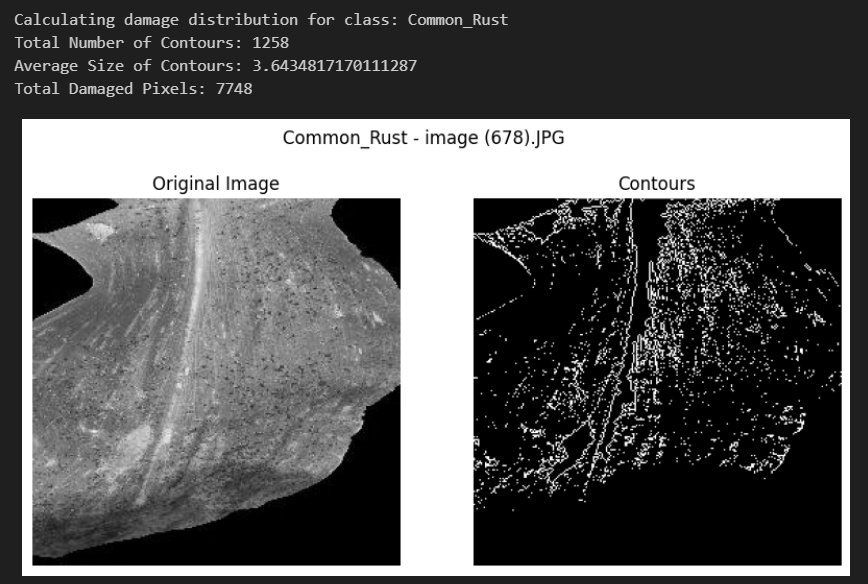 Calculating damage distribution for class: Common_Rust
Total Number of Contours: 1258
Average Size of Contours: 3.6434817170111287
Total Damaged Pixels: 7748
Common_Rust - image (678).JPG
Original Image
Contours